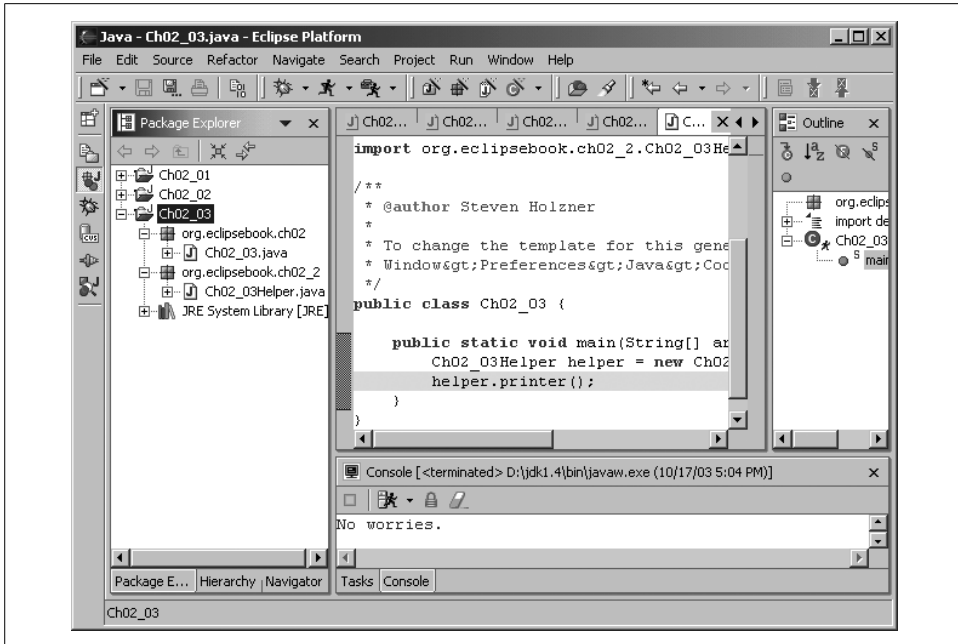 Java - Ch02_03.java - Eclipse Platform
File Edit Source Refactor Navigate Search Project Run Window Help
Package Explorer
Ch02_01
Ch02_02
Ch02_03
org.eclipsebook.ch02
Ch02_03.java
org.eclipsebook.ch02_2
Ch02_03Helper.java
JRE System Library [JRE]
Package E... Hierarchy Navigator
Ch02... Ch02... Ch02... Ch02... C...
import org.eclipsebook.ch02_2.Ch02_03He
/**
* @author Steven Holzner
*
* To change the template for this gene
* Window&gt;Preferences&gt;Java&gt;Coc
*/
public class Ch02_03 {
public static void main(String[] ar
Ch02_03Helper helper = new Ch02
helper.printer();
}
}
Outline
org.eclips
import de
Ch02_03
S main
Console [<terminated> D:\jdk1.4\bin\javaw.exe (10/17/03 5:04 PM)]
No worries.
Tasks Console
Ch02_03